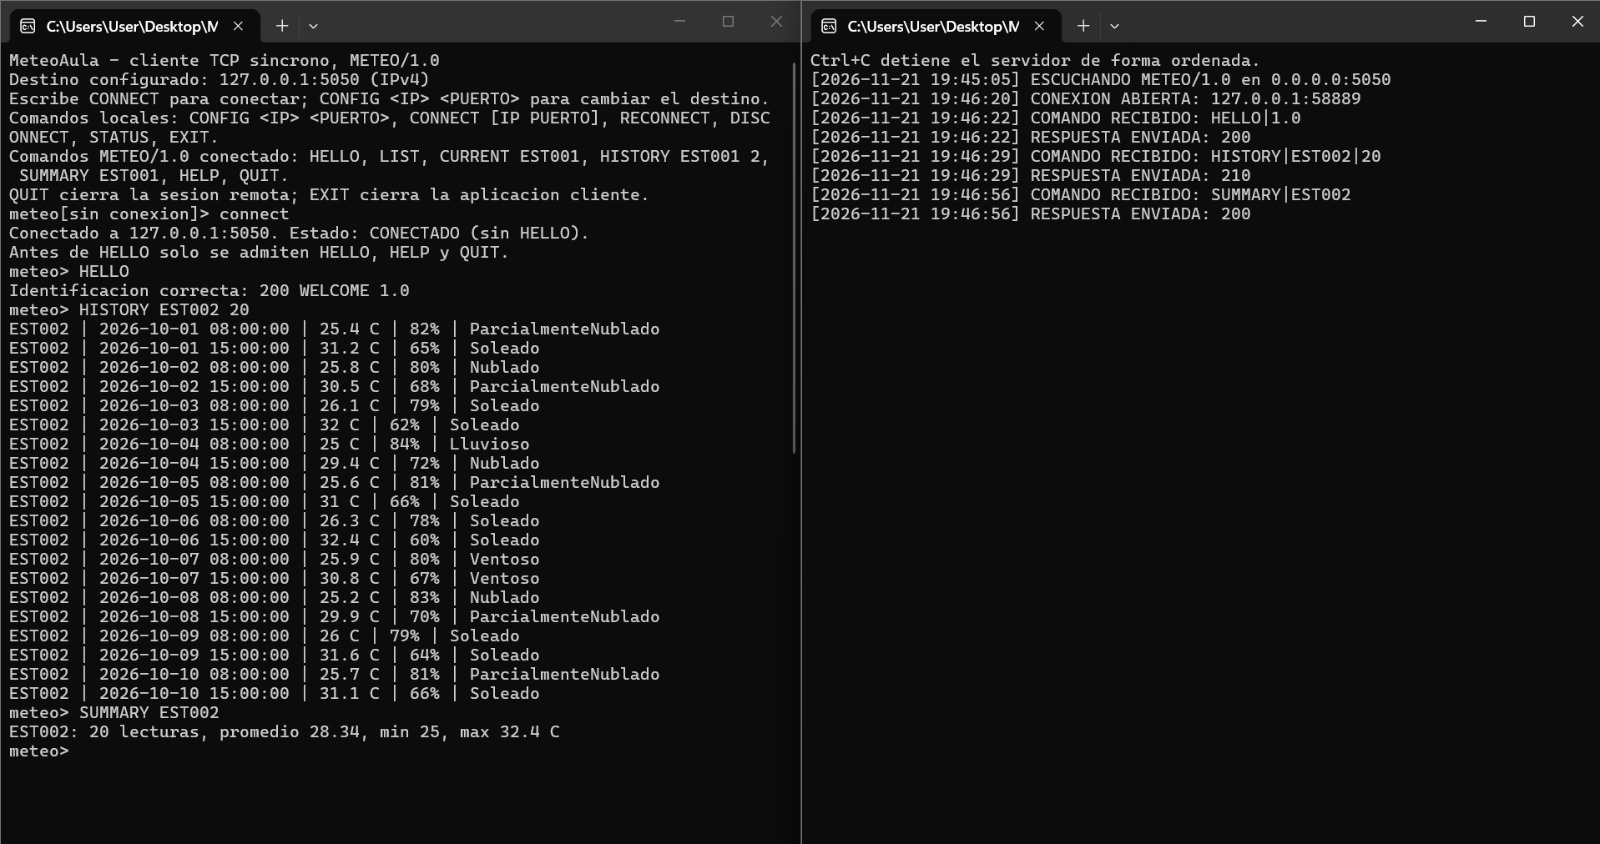 C:\Users\User\Desktop\M
MeteoAula - cliente TCP sincrono, METEO/1.0
Destino configurado: 127.0.0.1:5050 (IPv4)
Escribe CONNECT para conectar; CONFIG <IP> <PUERTO> para cambiar el destino.
Comandos locales: CONFIG <IP> <PUERTO>, CONNECT [IP PUERTO], RECONNECT, DISC
ONNECT, STATUS, EXIT.
Comandos METEO/1.0 conectado: HELLO, LIST, CURRENT EST001, HISTORY EST001 2,
 SUMMARY EST001, HELP, QUIT.
QUIT cierra la sesion remota; EXIT cierra la aplicacion cliente.
meteo[sin conexion]> connect
Conectado a 127.0.0.1:5050. Estado: CONECTADO (sin HELLO).
Antes de HELLO solo se admiten HELLO, HELP y QUIT.
meteo> HELLO
Identificacion correcta: 200 WELCOME 1.0
meteo> HISTORY EST002 20
EST002 | 2026-10-01 08:00:00 | 25.4 C | 82% | ParcialmenteNublado
EST002 | 2026-10-01 15:00:00 | 31.2 C | 65% | Soleado
EST002 | 2026-10-02 08:00:00 | 25.8 C | 80% | Nublado
EST002 | 2026-10-02 15:00:00 | 30.5 C | 68% | ParcialmenteNublado
EST002 | 2026-10-03 08:00:00 | 26.1 C | 79% | Soleado
EST002 | 2026-10-03 15:00:00 | 32 C | 62% | Soleado
EST002 | 2026-10-04 08:00:00 | 25 C | 84% | Lluvioso
EST002 | 2026-10-04 15:00:00 | 29.4 C | 72% | Nublado
EST002 | 2026-10-05 08:00:00 | 25.6 C | 81% | ParcialmenteNublado
EST002 | 2026-10-05 15:00:00 | 31 C | 66% | Soleado
EST002 | 2026-10-06 08:00:00 | 26.3 C | 78% | Soleado
EST002 | 2026-10-06 15:00:00 | 32.4 C | 60% | Soleado
EST002 | 2026-10-07 08:00:00 | 25.9 C | 80% | Ventoso
EST002 | 2026-10-07 15:00:00 | 30.8 C | 67% | Ventoso
EST002 | 2026-10-08 08:00:00 | 25.2 C | 83% | Nublado
EST002 | 2026-10-08 15:00:00 | 29.9 C | 70% | ParcialmenteNublado
EST002 | 2026-10-09 08:00:00 | 26 C | 79% | Soleado
EST002 | 2026-10-09 15:00:00 | 31.6 C | 64% | Soleado
EST002 | 2026-10-10 08:00:00 | 25.7 C | 81% | ParcialmenteNublado
EST002 | 2026-10-10 15:00:00 | 31.1 C | 66% | Soleado
meteo> SUMMARY EST002
EST002: 20 lecturas, promedio 28.34, min 25, max 32.4 C
meteo>
C:\Users\User\Desktop\M
Ctrl+C detiene el servidor de forma ordenada.
[2026-11-21 19:45:05] ESCUCHANDO METEO/1.0 en 0.0.0.0:5050
[2026-11-21 19:46:20] CONEXION ABIERTA: 127.0.0.1:58889
[2026-11-21 19:46:22] COMANDO RECIBIDO: HELLO|1.0
[2026-11-21 19:46:22] RESPUESTA ENVIADA: 200
[2026-11-21 19:46:29] COMANDO RECIBIDO: HISTORY|EST002|20
[2026-11-21 19:46:29] RESPUESTA ENVIADA: 210
[2026-11-21 19:46:56] COMANDO RECIBIDO: SUMMARY|EST002
[2026-11-21 19:46:56] RESPUESTA ENVIADA: 200